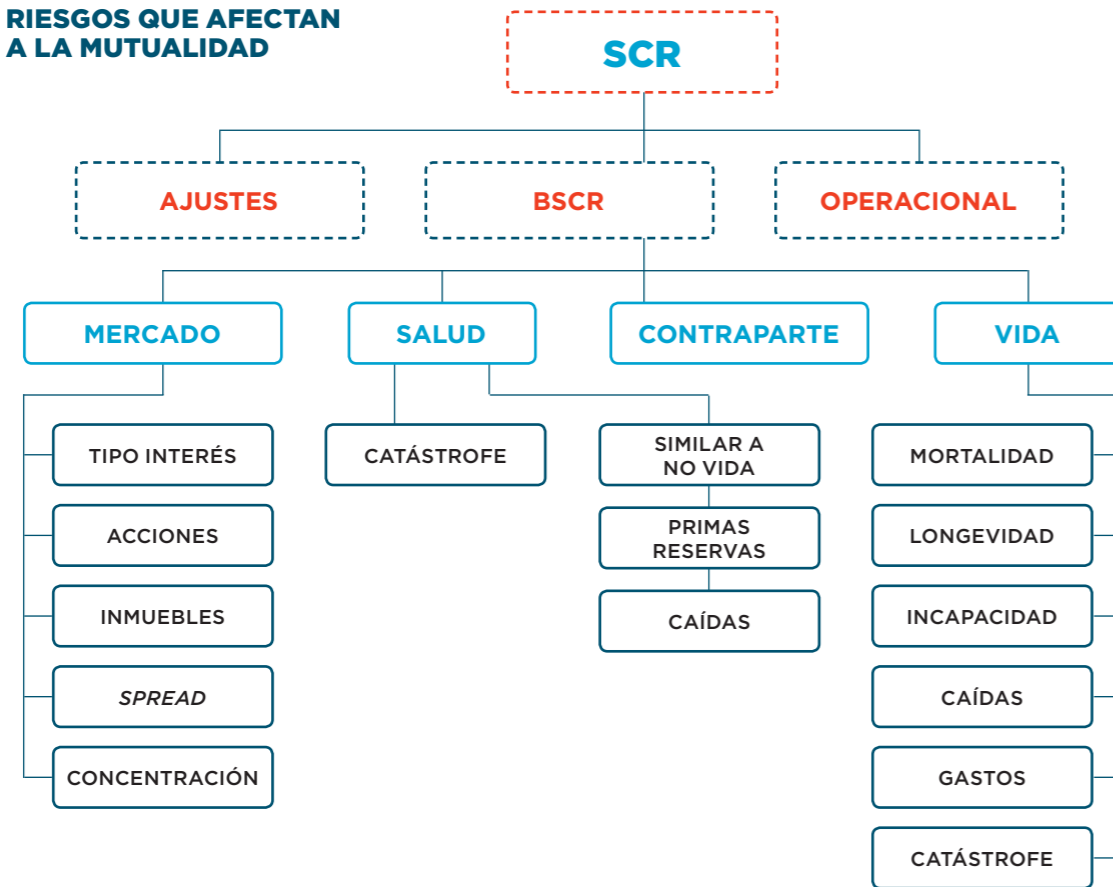 RIESGOS QUE AFECTAN
A LA MUTUALIDAD
SCR
AJUSTES
BSCR
OPERACIONAL
MERCADO
SALUD
CONTRAPARTE
VIDA
TIPO INTERÉS
ACCIONES
INMUEBLES
SPREAD
CONCENTRACIÓN
CATÁSTROFE
SIMILAR A
NO VIDA
PRIMAS
RESERVAS
CAÍDAS
MORTALIDAD
LONGEVIDAD
INCAPACIDAD
CAÍDAS
GASTOS
CATÁSTROFE